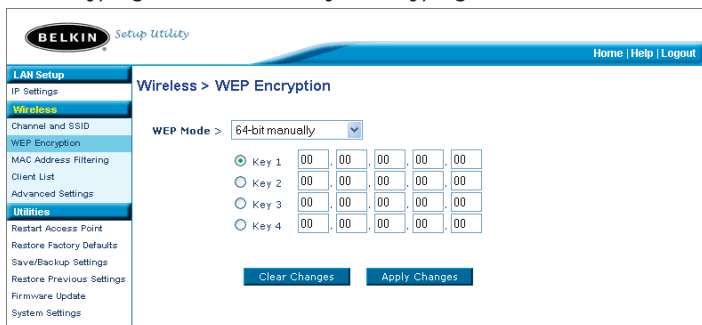 BELKIN Setup Utility
Home | Help | Logout
LAN Setup
IP Settings
Wireless
Channel and SSID
WEP Encryption
MAC Address Filtering
Client List
Advanced Settings
Utilities
Restart Access Point
Restore Factory Defaults
Save/Backup Settings
Restore Previous Settings
Firmware Update
System Settings
Wireless > WEP Encryption
WEP Mode > 64-bit manually
Key 1 00 . 00 . 00 . 00 . 00
Key 2 00 . 00 . 00 . 00 . 00
Key 3 00 . 00 . 00 . 00 . 00
Key 4 00 . 00 . 00 . 00 . 00
Clear Changes Apply Changes